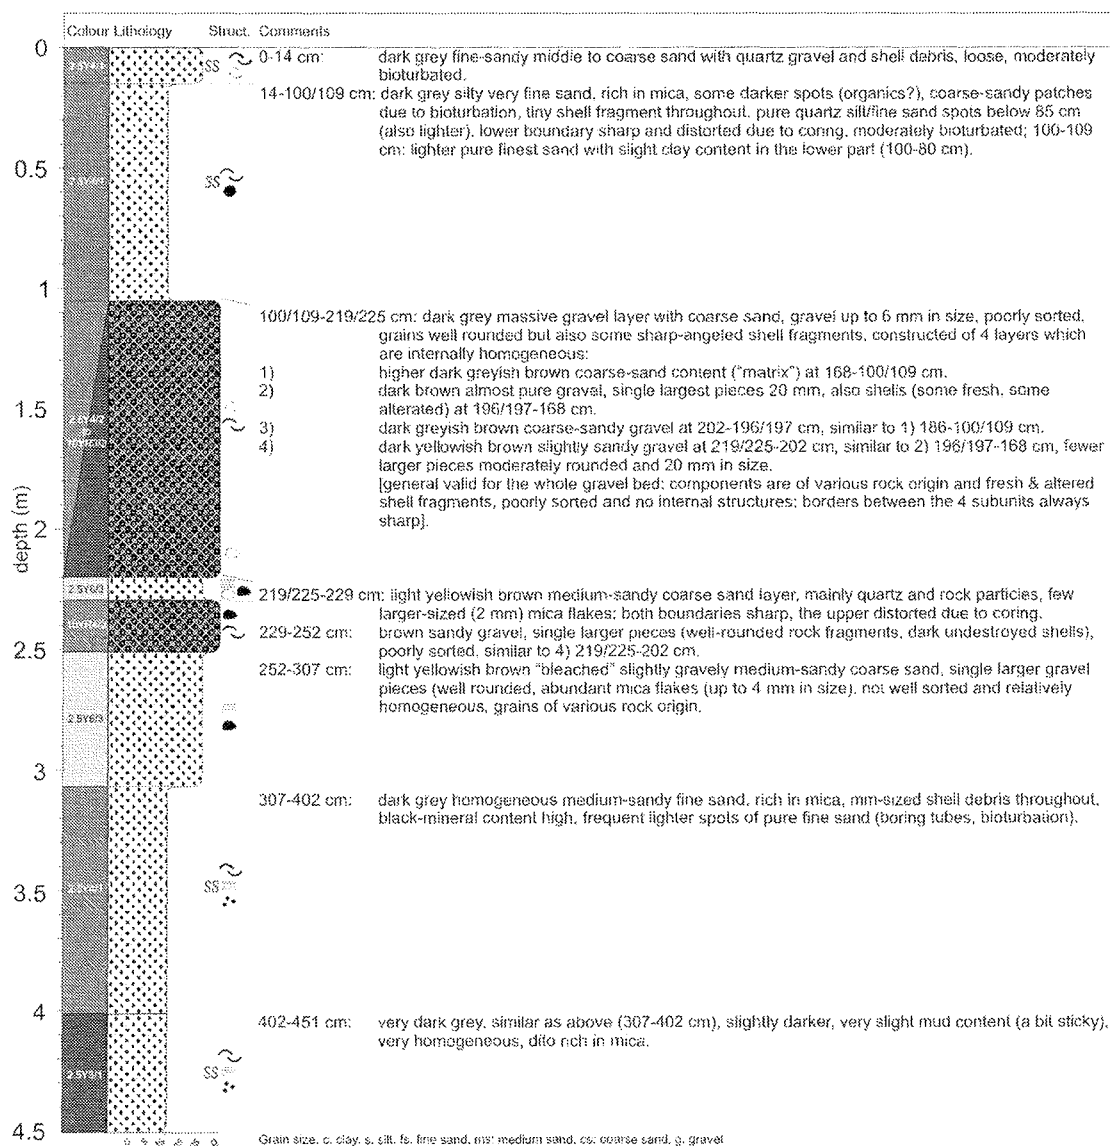 Colour Lithology Struct. Comments
0
0-14 cm: dark grey fine-sandy middle to coarse sand with quartz gravel and shell debris, loose, moderately
bioturbated.
SS
14-100/109 cm: dark grey silty very fine sand, rich in mica, some darker spots (organics?), coarse-sandy patches
due to bioturbation, tiny shell fragment throughout, pure quartz silt/fine sand spots below 85 cm
(also lighter), lower boundary sharp and distorted due to coring, moderately bioturbated; 100-109
cm: lighter pure finest sand with slight clay content in the lower part (100-80 cm).
0.5
SS
1
100/109-219/225 cm: dark grey massive gravel layer with coarse sand, gravel up to 6 mm in size, poorly sorted,
grains well rounded but also some sharp-angeled shell fragments, constructed of 4 layers which
are internally homogeneous:
1) higher dark greyish brown coarse-sand content ("matrix") at 168-100/109 cm.
2) dark brown almost pure gravel, single largest pieces 20 mm, also shells (some fresh, some
alterated) at 196/197-168 cm.
1.5
3) dark greyish brown coarse-sandy gravel at 202-196/197 cm, similar to 1) 186-100/109 cm.
4) dark yellowish brown slightly sandy gravel at 219/225-202 cm, similar to 2) 196/197-168 cm, fewer
larger pieces moderately rounded and 20 mm in size.
[general valid for the whole gravel bed: components are of various rock origin and fresh & altered
shell fragments, poorly sorted and no internal structures; borders between the 4 subunits always
sharp].
2
depth (m)
2.5Y6/3
219/225-229 cm: light yellowish brown medium-sandy coarse sand layer, mainly quartz and rock particles, few
larger-sized (2 mm) mica flakes; both boundaries sharp, the upper distorted due to coring.
229-252 cm: brown sandy gravel, single larger pieces (well-rounded rock fragments, dark undestroyed shells),
poorly sorted, similar to 4) 219/225-202 cm.
2.5
252-307 cm: light yellowish brown "bleached" slightly gravely medium-sandy coarse sand, single larger gravel
pieces (well rounded, abundant mica flakes (up to 4 mm in size), not well sorted and relatively
homogeneous, grains of various rock origin.
2.5Y6/3
3
307-402 cm: dark grey homogeneous medium-sandy fine sand, rich in mica, mm-sized shell debris throughout,
black-mineral content high, frequent lighter spots of pure fine sand (boring tubes, bioturbation).
3.5
SS
4
402-451 cm: very dark grey, similar as above (307-402 cm), slightly darker, very slight mud content (a bit sticky),
very homogeneous, dito rich in mica.
2.5Y3/1
SS
4.5
Grain size, c. clay, s. silt, fs. fine sand, ms: medium sand, cs: coarse sand, g. gravel